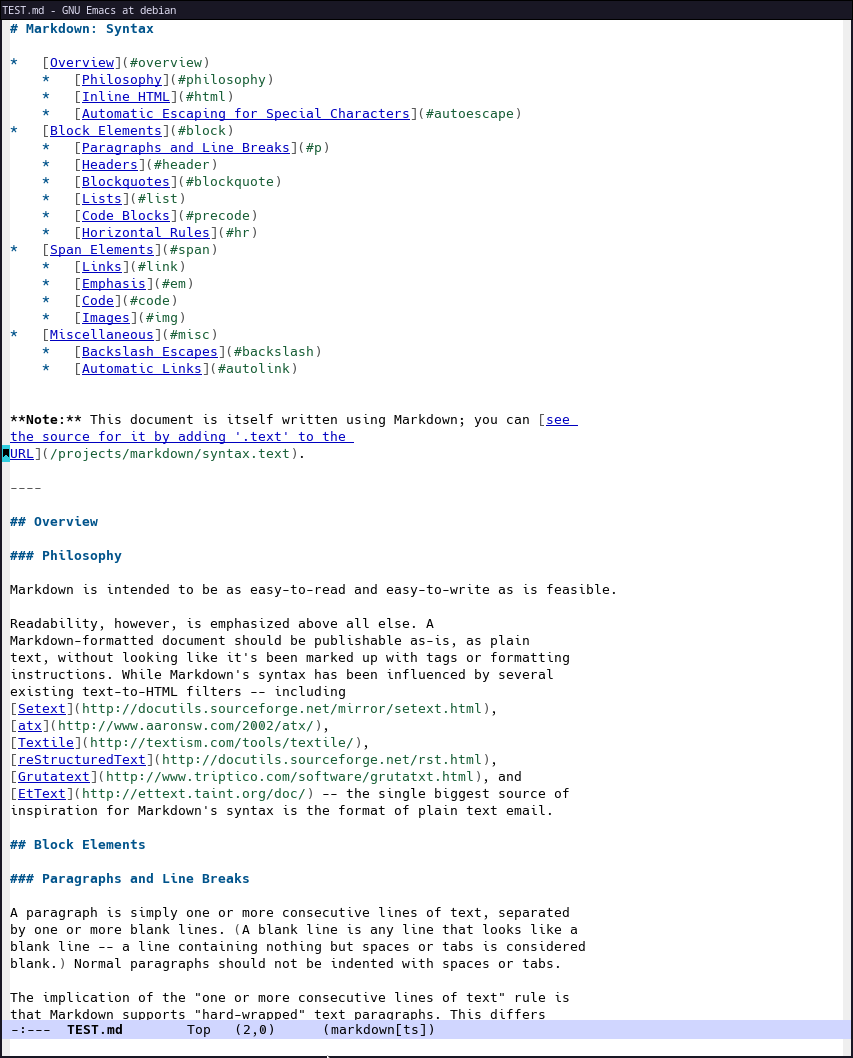 TEST.md - GNU Emacs at debian
# Markdown: Syntax
*   [Overview](#overview)
    *   [Philosophy](#philosophy)
    *   [Inline HTML](#html)
    *   [Automatic Escaping for Special Characters](#autoescape)
*   [Block Elements](#block)
    *   [Paragraphs and Line Breaks](#p)
    *   [Headers](#header)
    *   [Blockquotes](#blockquote)
    *   [Lists](#list)
    *   [Code Blocks](#precode)
    *   [Horizontal Rules](#hr)
*   [Span Elements](#span)
    *   [Links](#link)
    *   [Emphasis](#em)
    *   [Code](#code)
    *   [Images](#img)
*   [Miscellaneous](#misc)
    *   [Backslash Escapes](#backslash)
    *   [Automatic Links](#autolink)
**Note:** This document is itself written using Markdown; you can [see
the source for it by adding '.text' to the
URL](/projects/markdown/syntax.text).
----
## Overview
### Philosophy
Markdown is intended to be as easy-to-read and easy-to-write as is feasible.
Readability, however, is emphasized above all else. A
Markdown-formatted document should be publishable as-is, as plain
text, without looking like it's been marked up with tags or formatting
instructions. While Markdown's syntax has been influenced by several
existing text-to-HTML filters -- including
[Setext](http://docutils.sourceforge.net/mirror/setext.html),
[atx](http://www.aaronsw.com/2002/atx/),
[Textile](http://textism.com/tools/textile/),
[reStructuredText](http://docutils.sourceforge.net/rst.html),
[Grutatext](http://www.triptico.com/software/grutatxt.html), and
[EtText](http://ettext.taint.org/doc/) -- the single biggest source of
inspiration for Markdown's syntax is the format of plain text email.
## Block Elements
### Paragraphs and Line Breaks
A paragraph is simply one or more consecutive lines of text, separated
by one or more blank lines. (A blank line is any line that looks like a
blank line -- a line containing nothing but spaces or tabs is considered
blank.) Normal paragraphs should not be indented with spaces or tabs.
The implication of the "one or more consecutive lines of text" rule is
that Markdown supports "hard-wrapped" text paragraphs. This differs
-:---  TEST.md        Top   (2,0)      (markdown[ts])